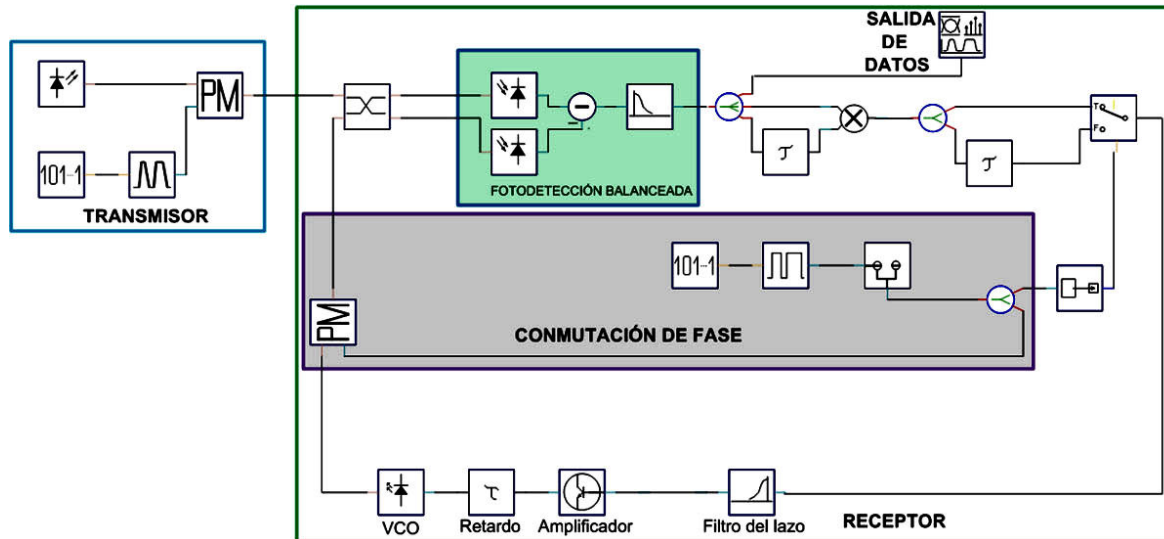 SALIDA
DE
DATOS
PM
101-1
TRANSMISOR
FOTODETECCIÓN BALANCEADA
τ
τ
T
F
101-1
PM
CONMUTACIÓN DE FASE
τ
VCO
Retardo
Amplificador
Filtro del lazo
RECEPTOR